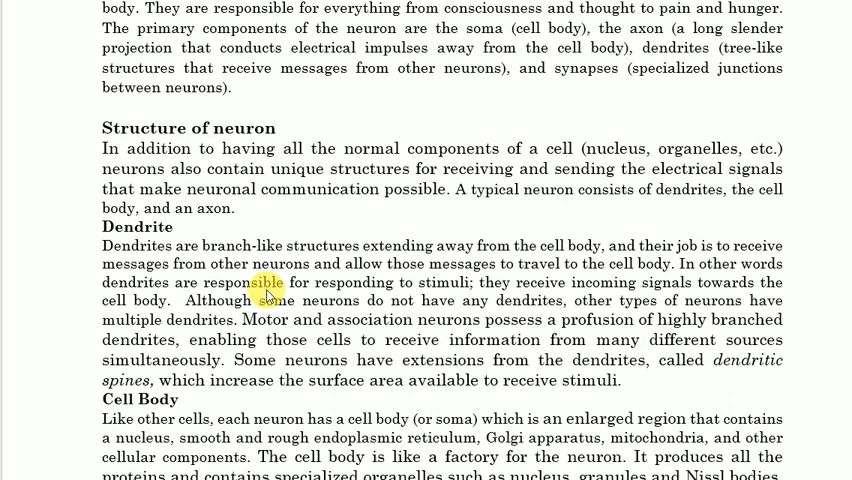 body. They are responsible for everything from consciousness and thought to pain and hunger.
The primary components of the neuron are the soma (cell body), the axon (a long slender
projection that conducts electrical impulses away from the cell body), dendrites (tree-like
structures that receive messages from other neurons), and synapses (specialized junctions
between neurons).
Structure of neuron
In addition to having all the normal components of a cell (nucleus, organelles, etc.)
neurons also contain unique structures for receiving and sending the electrical signals
that make neuronal communication possible. A typical neuron consists of dendrites, the cell
body, and an axon.
Dendrite
Dendrites are branch-like structures extending away from the cell body, and their job is to receive
messages from other neurons and allow those messages to travel to the cell body. In other words
dendrites are responsible for responding to stimuli; they receive incoming signals towards the
cell body. Although some neurons do not have any dendrites, other types of neurons have
multiple dendrites. Motor and association neurons possess a profusion of highly branched
dendrites, enabling those cells to receive information from many different sources
simultaneously. Some neurons have extensions from the dendrites, called dendritic
spines, which increase the surface area available to receive stimuli.
Cell Body
Like other cells, each neuron has a cell body (or soma) which is an enlarged region that contains
a nucleus, smooth and rough endoplasmic reticulum, Golgi apparatus, mitochondria, and other
cellular components. The cell body is like a factory for the neuron. It produces all the
proteins and contains specialized organelles such as nucleus, granules and Nissl bodies.